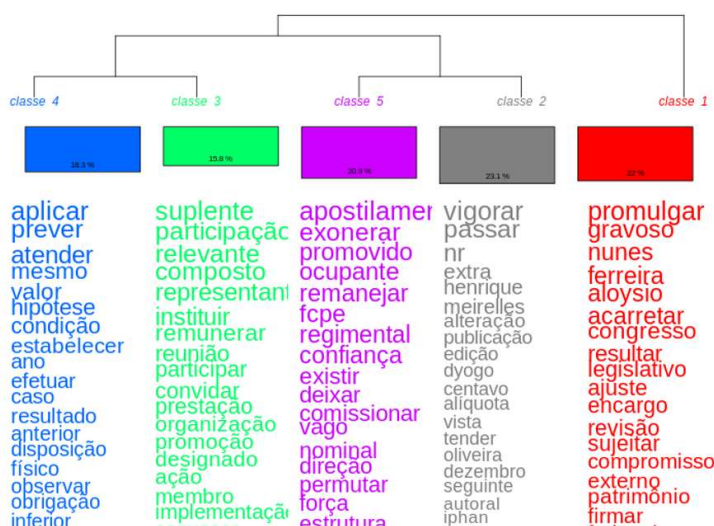 classe 4
classe 3
classe 5
classe 2
classe 1
15.8 %
23.1 %
22 %
aplicar
prever
atender
mesmo
valor
hipótese
condição
estabelecer
ano
efetuar
caso
resultado
anterior
disposição
físico
observar
obrigação
inferior
suplente
participação
relevante
composto
representant
instituir
remunerar
reunião
participar
convidar
prestação
organização
promoção
designado
ação
membro
implementação
apostilamen
exonerar
promovido
ocupante
remanejar
fcpe
regimental
confiança
existir
deixar
comissionar
vago
nominal
direção
permutar
força
estrutura
vigorar
passar
nr
extra
henrique
meirelles
alteração
publicação
edição
dyogo
centavo
alíquota
vista
tender
oliveira
dezembro
seguinte
autoral
iphan
promulgar
gravoso
nunes
ferreira
aloysio
acarretar
congresso
resultar
legislativo
ajuste
encargo
revisão
sujeitar
compromisso
externo
patrimônio
firmar